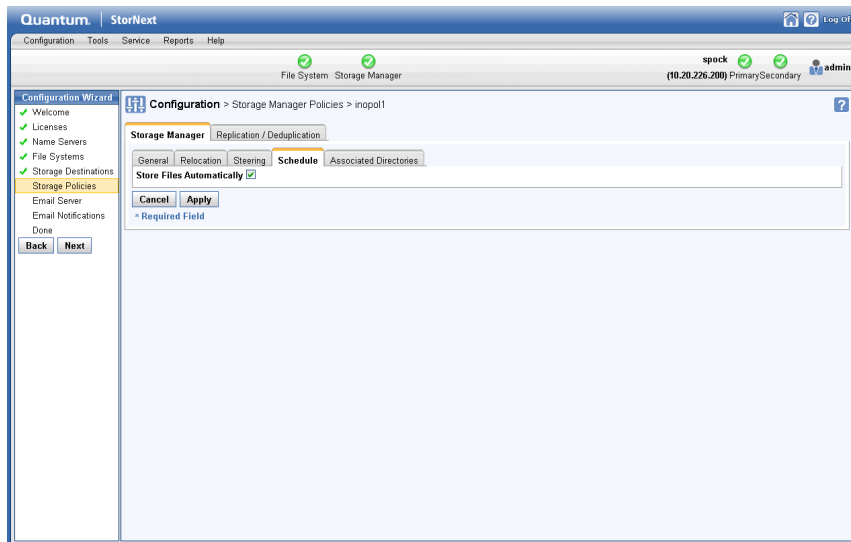 Quantum. StorNext
Log Of
Configuration Tools Service Reports Help
File System Storage Manager
spock
(10.20.226.200) Primary Secondary
admin
Configuration Wizard
Welcome
Licenses
Name Servers
File Systems
Storage Destinations
Storage Policies
Email Server
Email Notifications
Done
Back Next
Configuration > Storage Manager Policies > inopol1
?
Storage Manager Replication / Deduplication
General Relocation Steering Schedule Associated Directories
Store Files Automatically
Cancel Apply
* Required Field